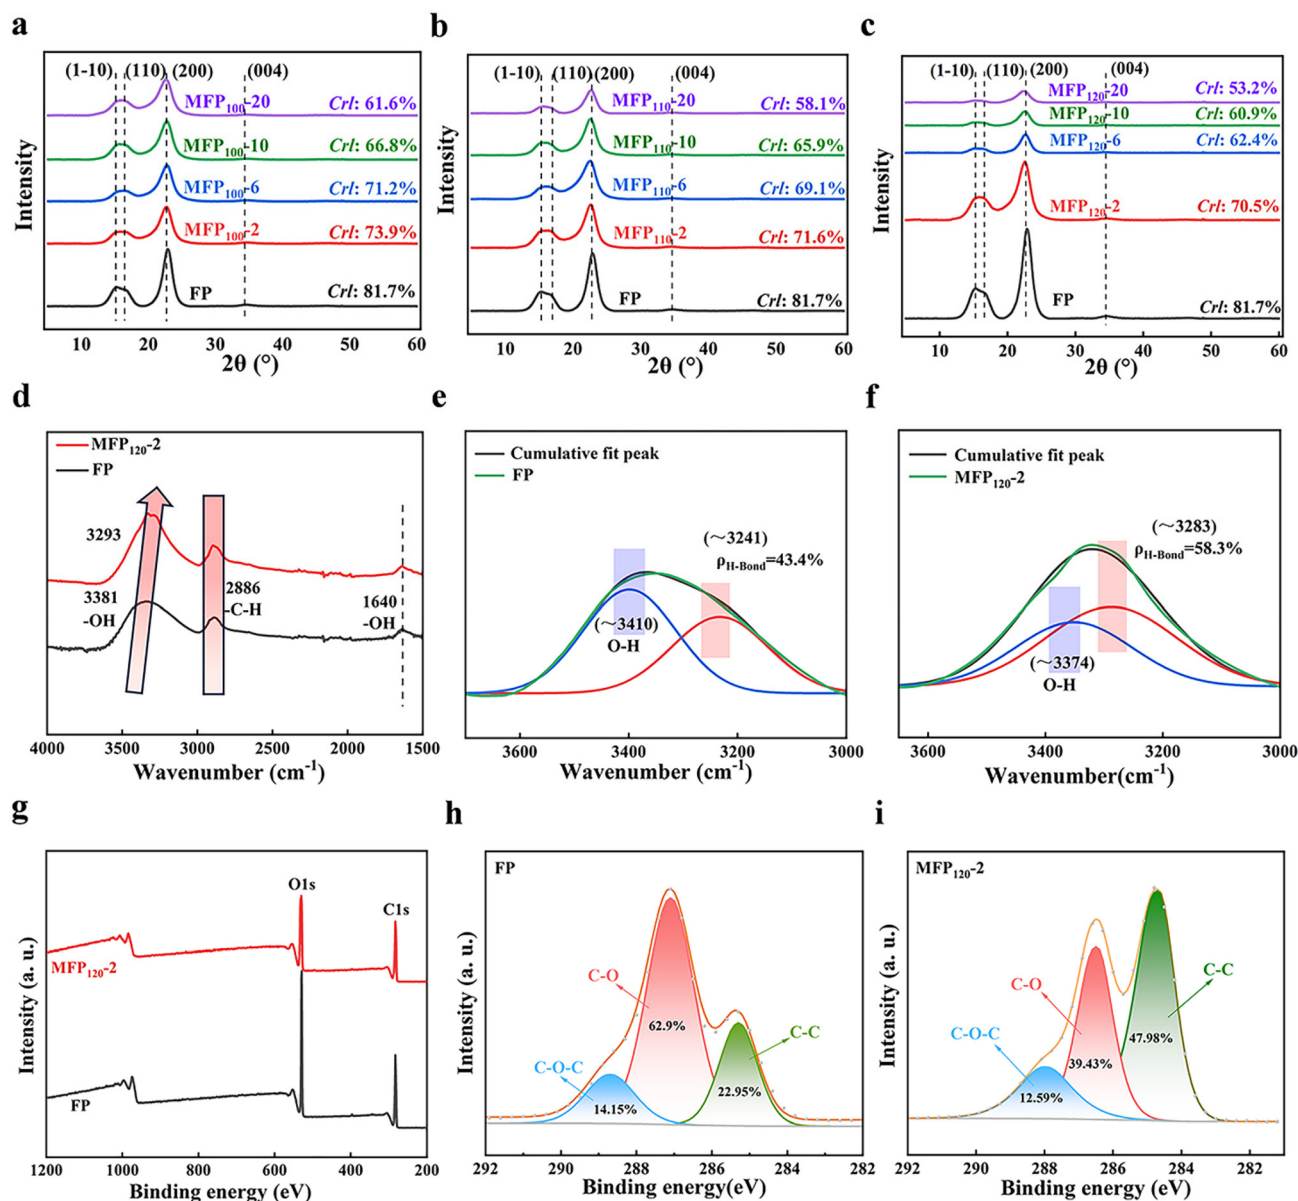 a
(1-10) (110) (200) (004)
MFP100-20 CrI: 61.6%
MFP100-10 CrI: 66.8%
MFP100-6 CrI: 71.2%
MFP100-2 CrI: 73.9%
FP CrI: 81.7%
Intensity
10 20 30 40 50 60
2θ (°)
b
(1-10) (110) (200) (004)
MFP110-20 CrI: 58.1%
MFP110-10 CrI: 65.9%
MFP110-6 CrI: 69.1%
MFP110-2 CrI: 71.6%
FP CrI: 81.7%
Intensity
10 20 30 40 50 60
2θ (°)
c
(1-10) (110) (200) (004)
MFP120-20 CrI: 53.2%
MFP120-10 CrI: 60.9%
MFP120-6 CrI: 62.4%
MFP120-2 CrI: 70.5%
FP CrI: 81.7%
Intensity
10 20 30 40 50 60
2θ (°)
d
MFP120-2
FP
3293
3381
-OH
2886
-C-H
1640
-OH
4000 3500 3000 2500 2000 1500
Wavenumber (cm-1)
e
Cumulative fit peak
FP
(~3241)
ρH-Bond=43.4%
(~3410)
O-H
3600 3400 3200 3000
Wavenumber (cm-1)
f
Cumulative fit peak
MFP120-2
(~3283)
ρH-Bond=58.3%
(~3374)
O-H
3600 3400 3200 3000
Wavenumber(cm-1)
g
O1s
C1s
MFP120-2
FP
Intensity (a. u.)
1200 1000 800 600 400 200
Binding energy (eV)
h
FP
C-O
62.9%
C-C
22.95%
C-O-C
14.15%
Intensity (a. u.)
292 290 288 286 284 282
Binding energy(eV)
i
MFP120-2
C-C
47.98%
C-O
39.43%
C-O-C
12.59%
Intensity (a. u.)
292 290 288 286 284 282
Binding energy (eV)